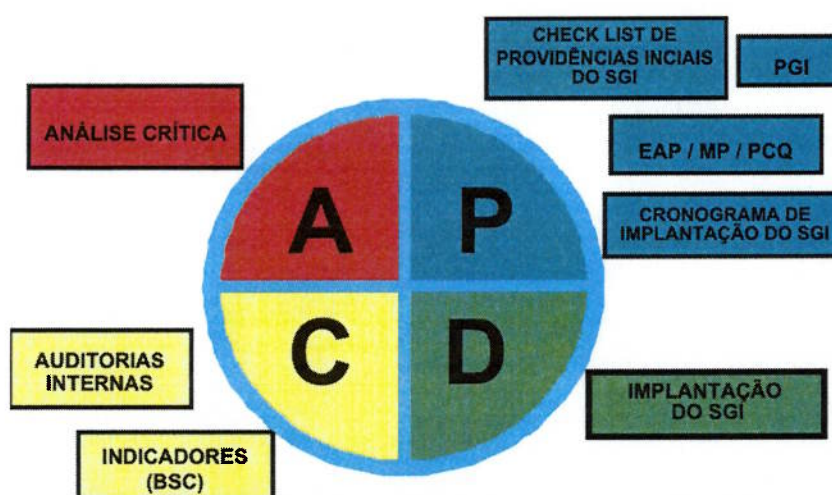 CHECK LIST DE
PROVIDÊNCIAS INCIAIS
DO SGI
PGI
ANÁLISE CRÍTICA
EAP / MP / PCQ
A
P
CRONOGRAMA DE
IMPLANTAÇÃO DO SGI
C
D
AUDITORIAS
INTERNAS
IMPLANTAÇÃO
DO SGI
INDICADORES
(BSC)